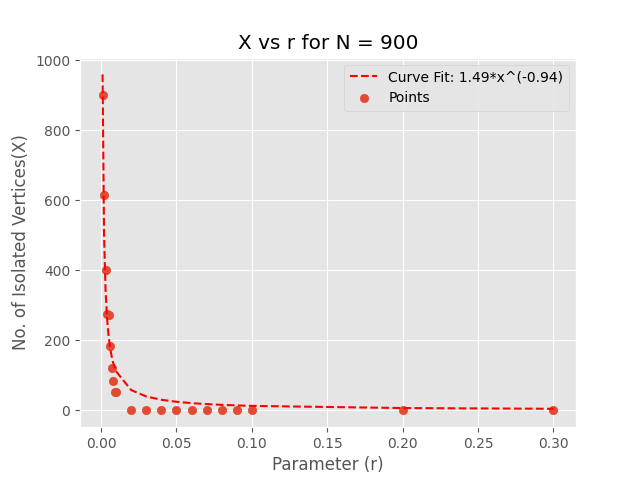 X vs r for N = 900
Curve Fit: 1.49*x^(-0.94)
Points
No. of Isolated Vertices(X)
1000
800
600
400
200
0
0.00 0.05 0.10 0.15 0.20 0.25 0.30
Parameter (r)